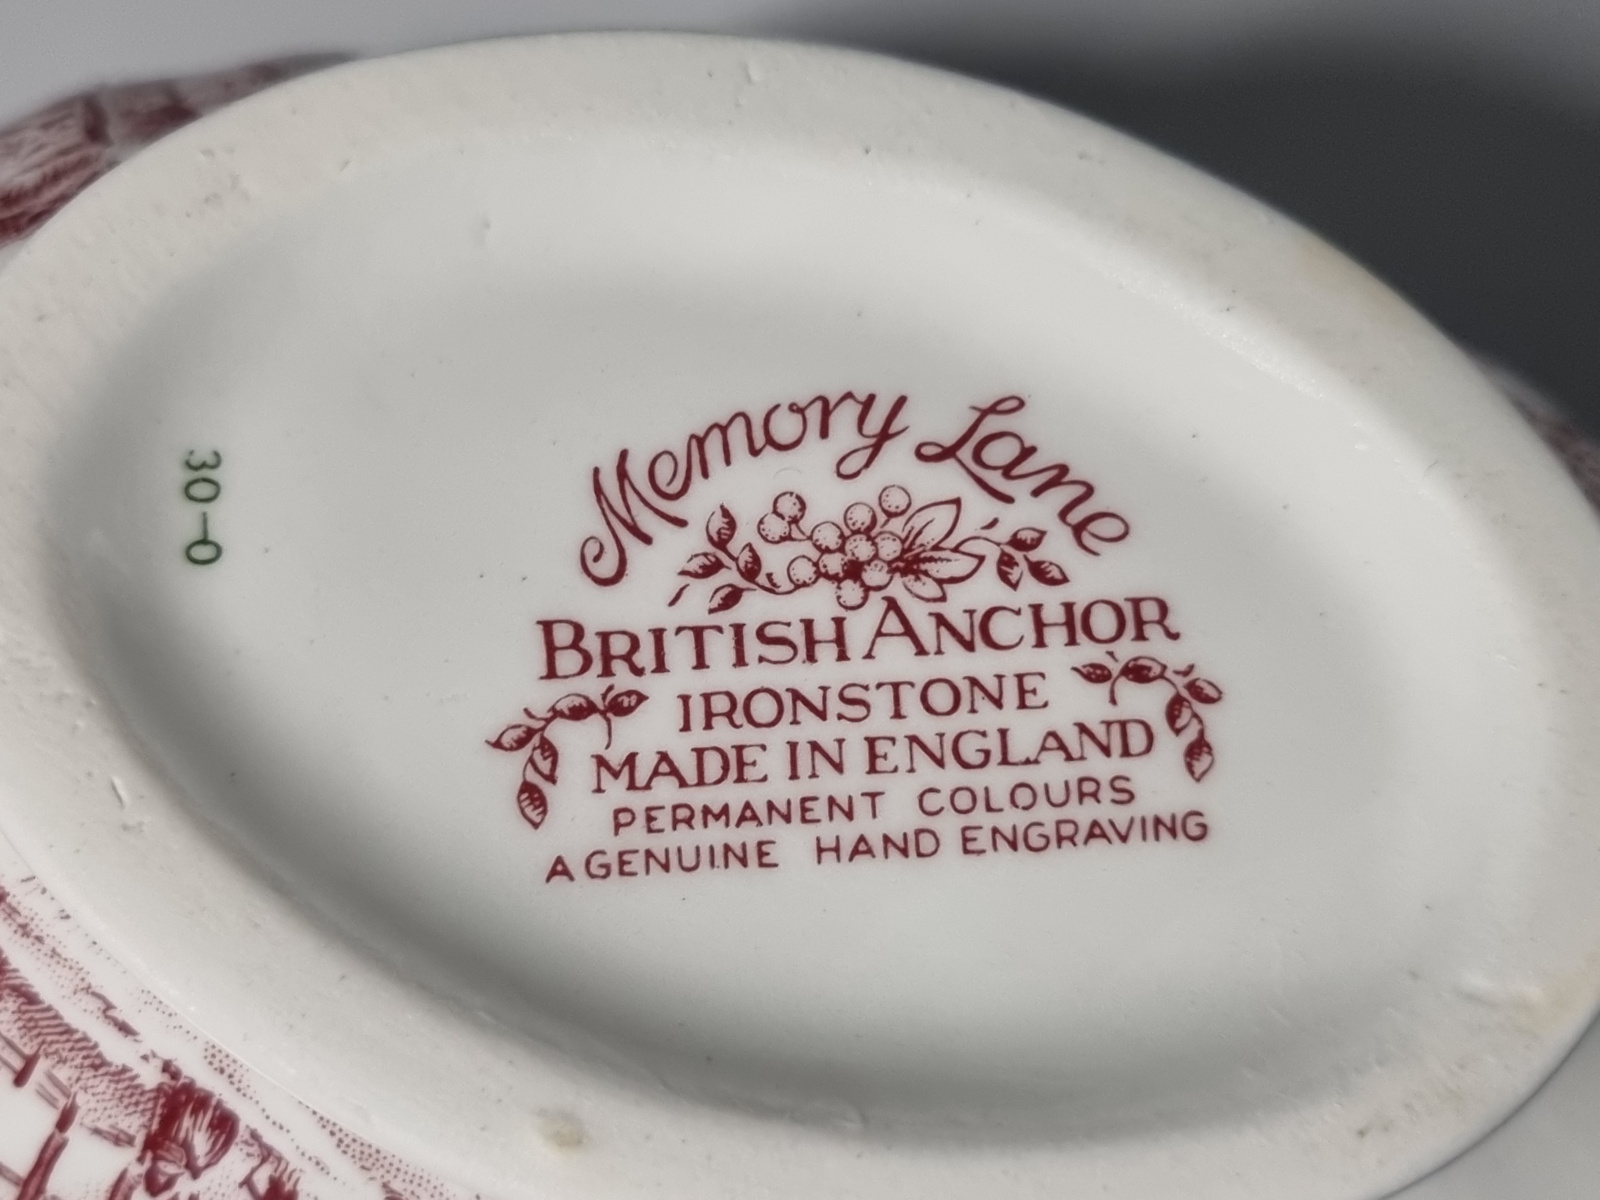 Memory Lane
BRITISH ANCHOR
IRONSTONE
MADE IN ENGLAND
PERMANENT COLOURS
A GENUINE HAND ENGRAVING
30-0